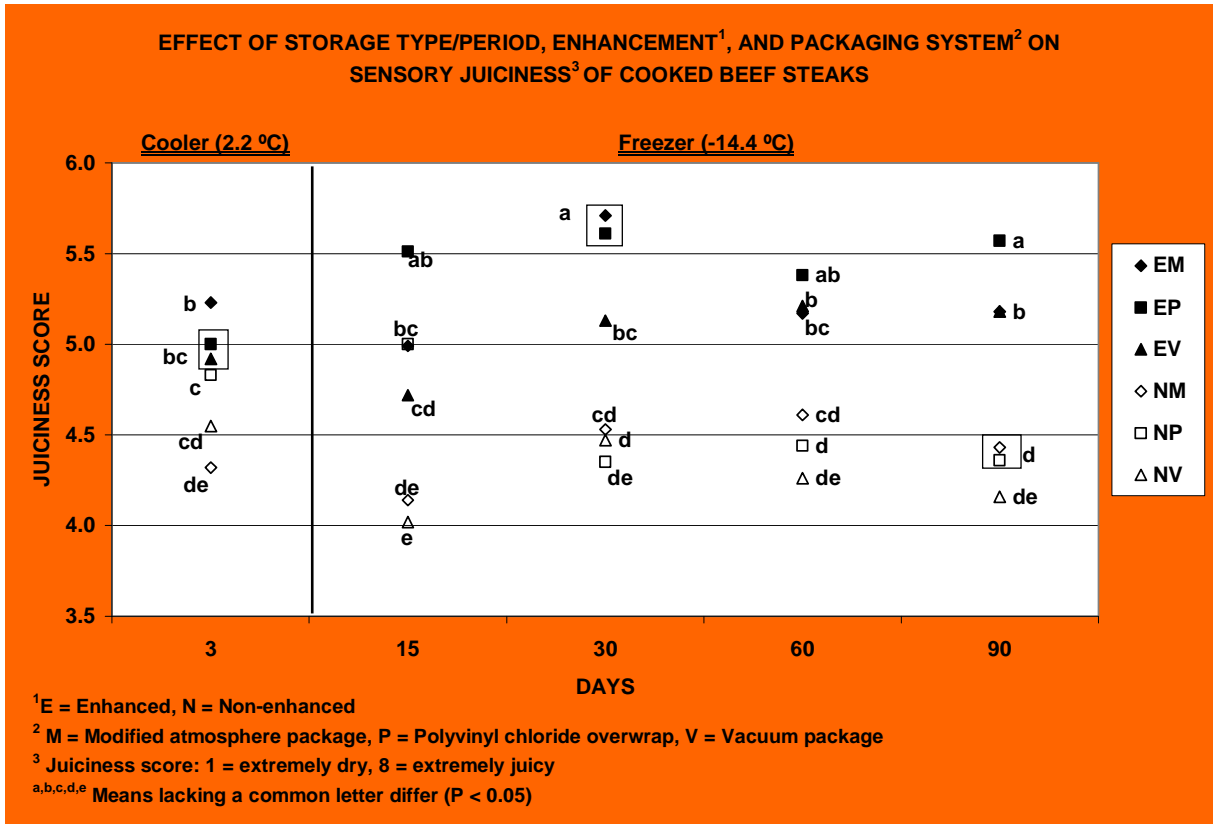 EFFECT OF STORAGE TYPE/PERIOD, ENHANCEMENT¹, AND PACKAGING SYSTEM² ON
SENSORY JUICINESS³ OF COOKED BEEF STEAKS
Cooler (2.2 ºC)
Freezer (-14.4 ºC)
JUICINESS SCORE
6.0
5.5
5.0
4.5
4.0
3.5
b
bc
c
cd
de
ab
bc
cd
de
e
a
bc
cd
d
de
ab
b
bc
cd
d
de
a
b
d
de
3
15
30
60
90
DAYS
EM
EP
EV
NM
NP
NV
¹E = Enhanced, N = Non-enhanced
² M = Modified atmosphere package, P = Polyvinyl chloride overwrap, V = Vacuum package
³ Juiciness score: 1 = extremely dry, 8 = extremely juicy
a,b,c,d,e Means lacking a common letter differ (P < 0.05)